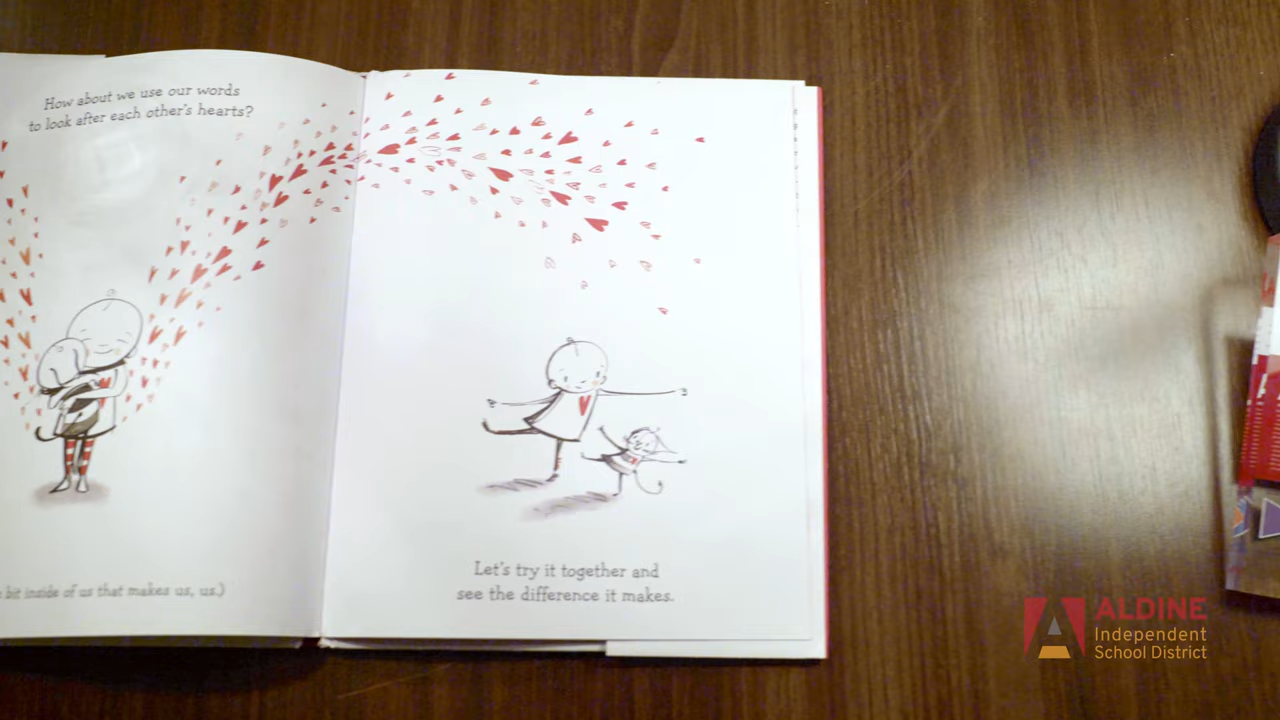 How about we use our words
to look after each other's hearts?
bit inside of us that makes us, us.)
Let's try it together and
see the difference it makes.
ALDINE
Independent
School District